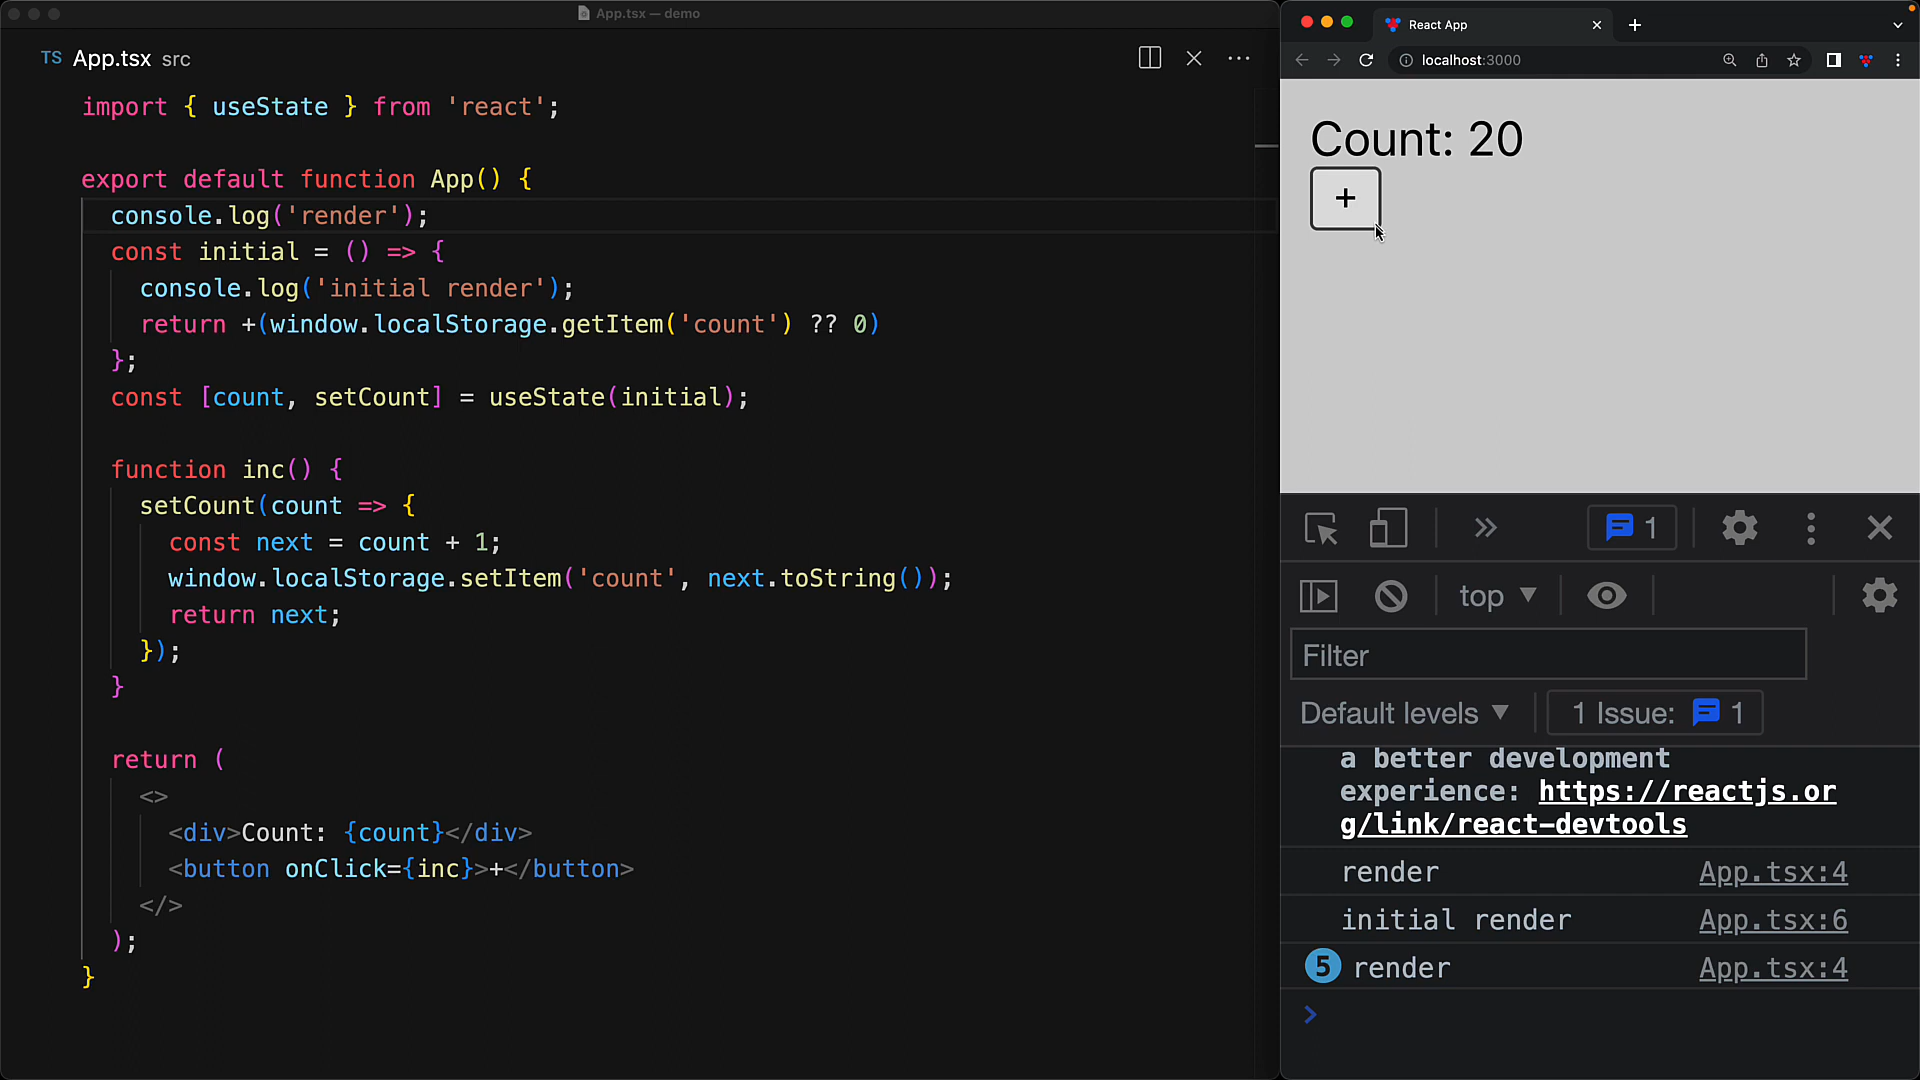 App.tsx — demo
TS App.tsx src
import { useState } from 'react';
export default function App() {
console.log('render');
const initial = () => {
console.log('initial render');
return +(window.localStorage.getItem('count') ?? 0)
};
const [count, setCount] = useState(initial);
function inc() {
setCount(count => {
const next = count + 1;
window.localStorage.setItem('count', next.toString());
return next;
});
}
return (
<>
<div>Count: {count}</div>
<button onClick={inc}>+</button>
</>
);
}
React App
localhost:3000
Count: 20
+
1
top
Filter
Default levels
1 Issue: 1
a better development
experience: https://reactjs.or
g/link/react-devtools
render App.tsx:4
initial render App.tsx:6
5 render App.tsx:4